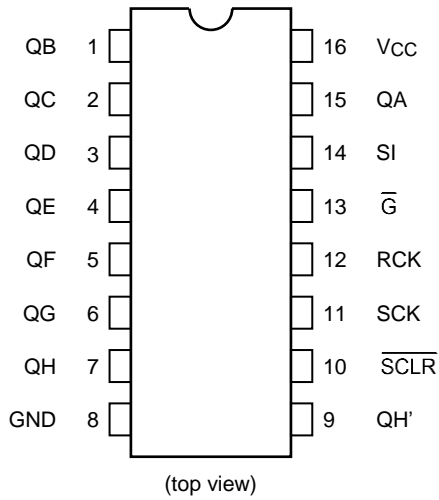 QB 1 16 VCC
QC 2 15 QA
QD 3 14 SI
QE 4 13 G̅
QF 5 12 RCK
QG 6 11 SCK
QH 7 10 S̅C̅L̅R̅
GND 8 9 QH'
(top view)